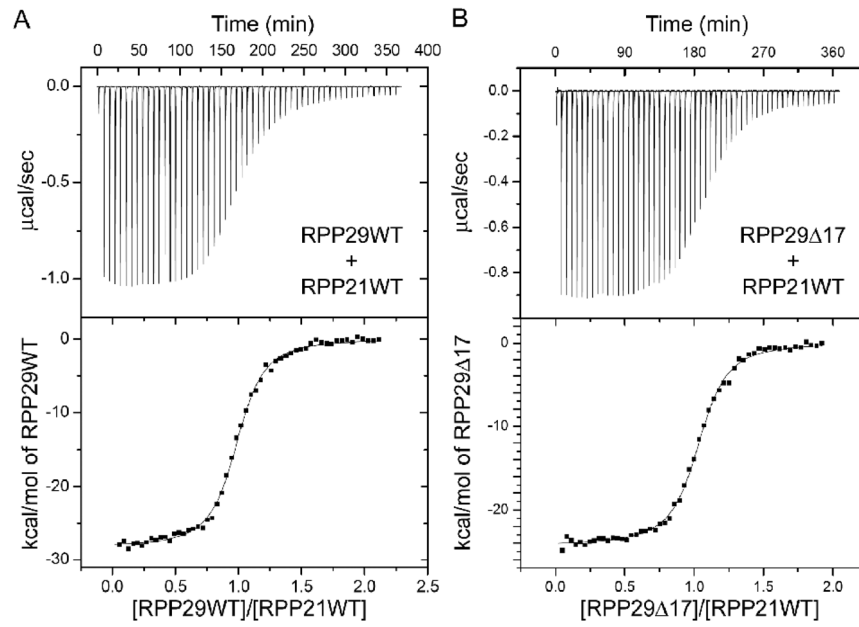 A
Time (min)
0 50 100 150 200 250 300 350 400
0.0
-0.5
-1.0
µcal/sec
RPP29WT
+
RPP21WT
0
-10
-20
-30
kcal/mol of RPP29WT
0.0 0.5 1.0 1.5 2.0 2.5
[RPP29WT]/[RPP21WT]
B
Time (min)
0 90 180 270 360
0.0
-0.2
-0.4
-0.6
-0.8
µcal/sec
RPP29Δ17
+
RPP21WT
0
-10
-20
kcal/mol of RPP29Δ17
0.0 0.5 1.0 1.5 2.0
[RPP29Δ17]/[RPP21WT]